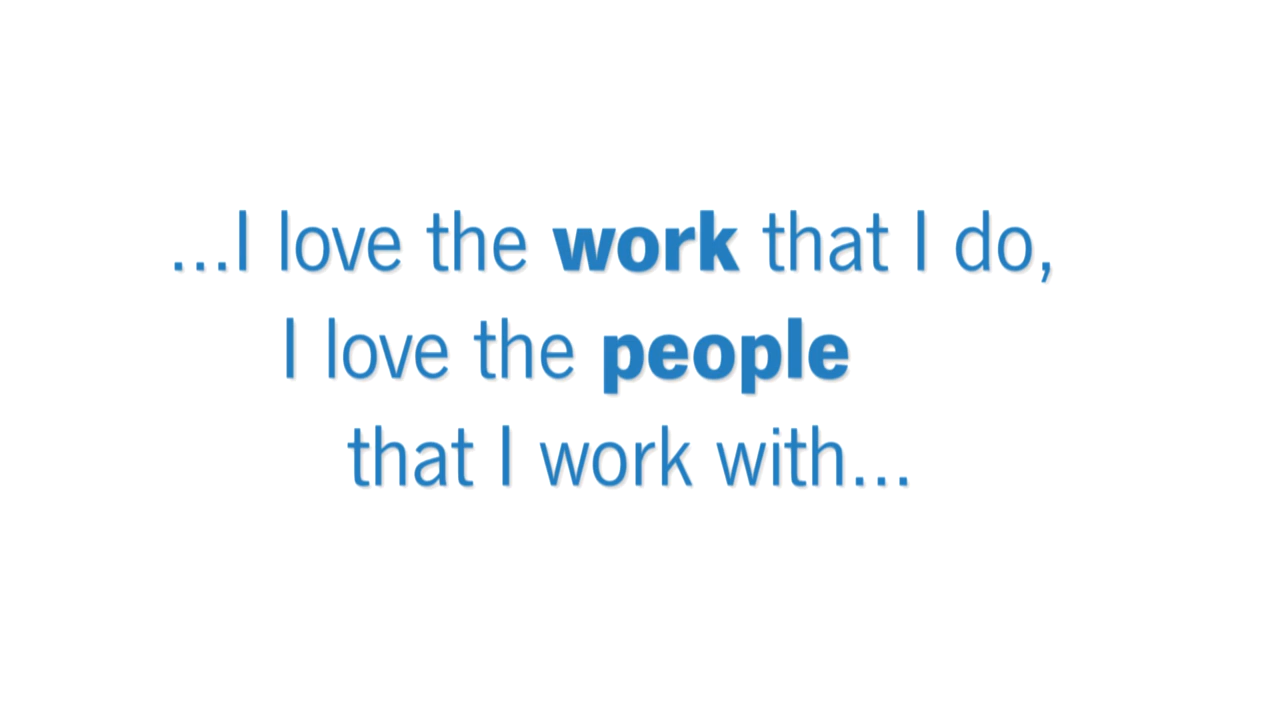 ...I love the work that I do,
I love the people
that I work with...